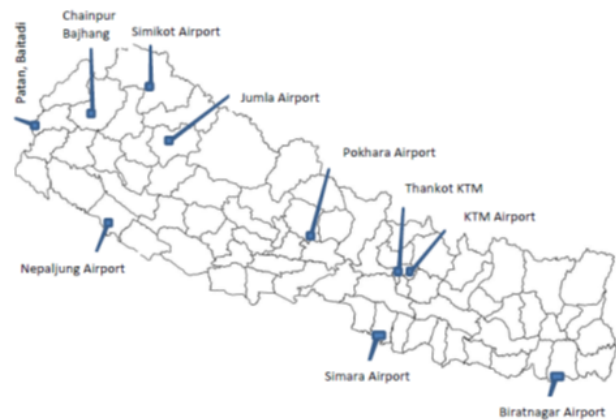 Patan, Baitadi
Chainpur
Bajhang
Simikot Airport
Jumla Airport
Pokhara Airport
Thankot KTM
KTM Airport
Nepaljung Airport
Simara Airport
Biratnagar Airport